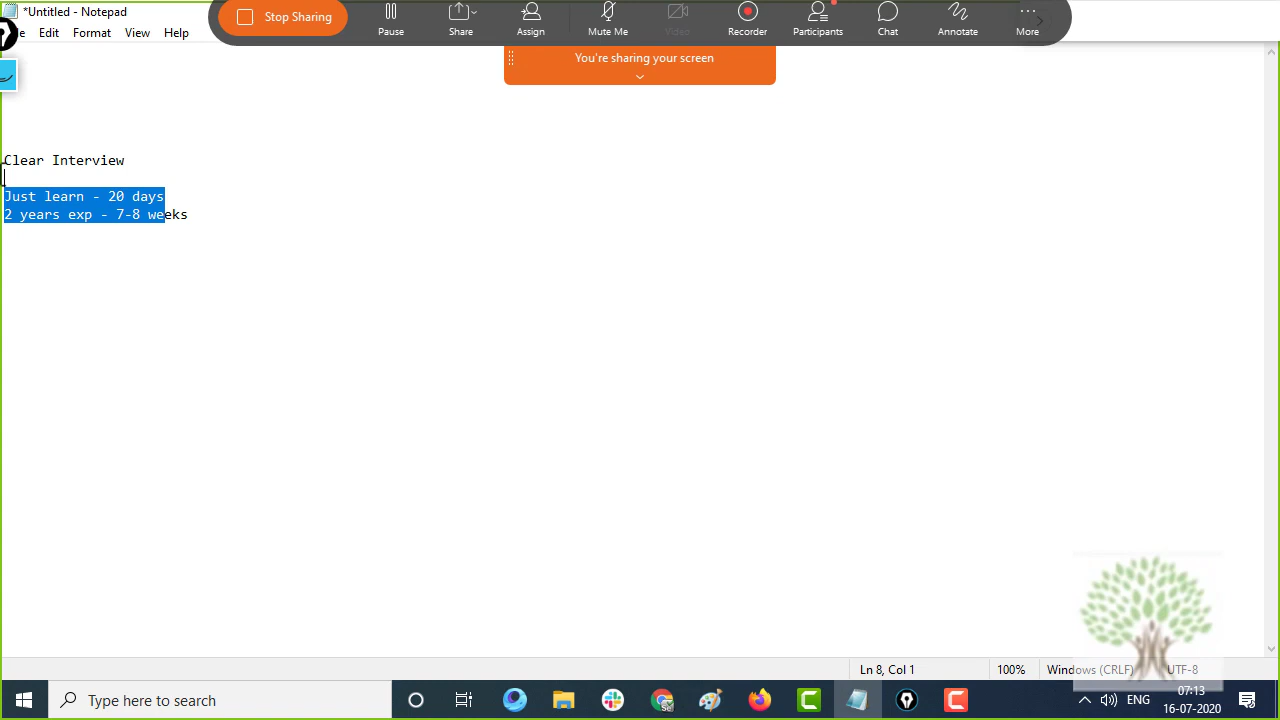 *Untitled - Notepad
Stop Sharing
Pause
Share
Assign
Mute Me
Video
Recorder
Participants
Chat
Annotate
More
Edit Format View Help
You're sharing your screen
Clear Interview
Just learn - 20 days
2 years exp - 7-8 weeks
Ln 8, Col 1
100%
Windows (CRLF)
UTF-8
Type here to search
ENG
07:13
16-07-2020